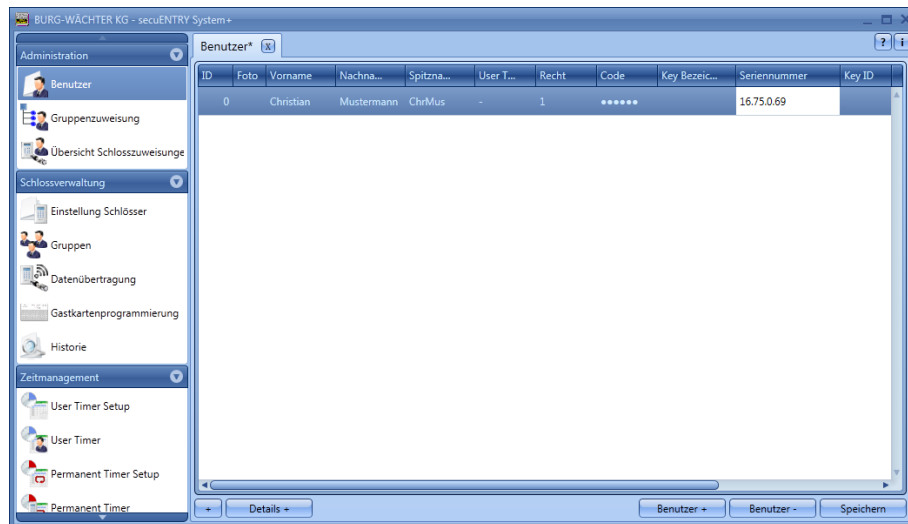 BURG-WÄCHTER KG - secuENTRY System+
Administration
Benutzer
Gruppenzuweisung
Übersicht Schlosszuweisunge
Schlossverwaltung
Einstellung Schlösser
Gruppen
Datenübertragung
Gastkartenprogrammierung
Historie
Zeitmanagement
User Timer Setup
User Timer
Permanent Timer Setup
Permanent Timer
Benutzer* X
? i
ID Foto Vorname Nachna... Spitzna... User T... Recht Code Key Bezeic... Seriennummer Key ID
0 Christian Mustermann ChrMus - 1 ●●●●●● 16.75.0.69
+ Details + Benutzer + Benutzer - Speichern